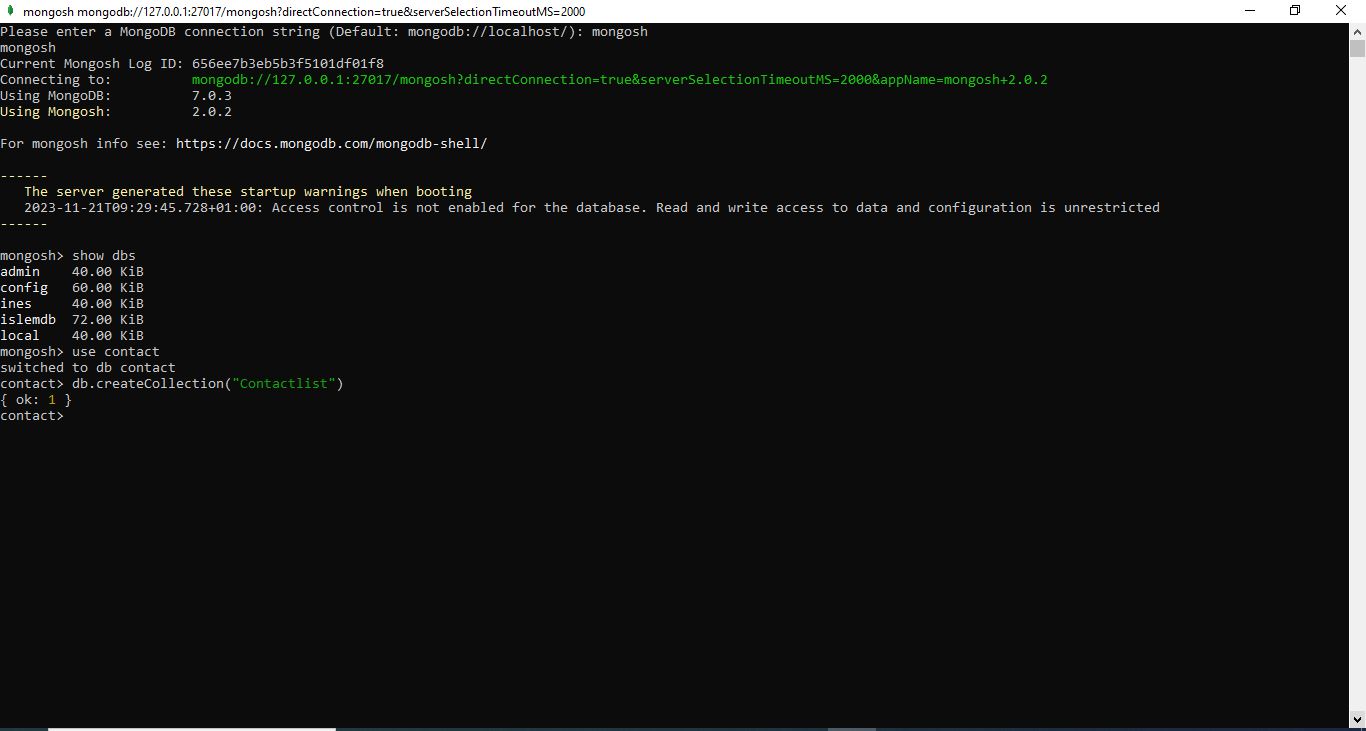 mongosh mongodb://127.0.0.1:27017/mongosh?directConnection=true&serverSelectionTimeoutMS=2000
Please enter a MongoDB connection string (Default: mongodb://localhost/): mongosh
mongosh
Current Mongosh Log ID: 656ee7b3eb5b3f5101df01f8
Connecting to:          mongodb://127.0.0.1:27017/mongosh?directConnection=true&serverSelectionTimeoutMS=2000&appName=mongosh+2.0.2
Using MongoDB:          7.0.3
Using Mongosh:          2.0.2
For mongosh info see: https://docs.mongodb.com/mongodb-shell/
------
   The server generated these startup warnings when booting
   2023-11-21T09:29:45.728+01:00: Access control is not enabled for the database. Read and write access to data and configuration is unrestricted
------
mongosh> show dbs
admin    40.00 KiB
config   60.00 KiB
ines     40.00 KiB
islemdb  72.00 KiB
local    40.00 KiB
mongosh> use contact
switched to db contact
contact> db.createCollection("Contactlist")
{ ok: 1 }
contact>